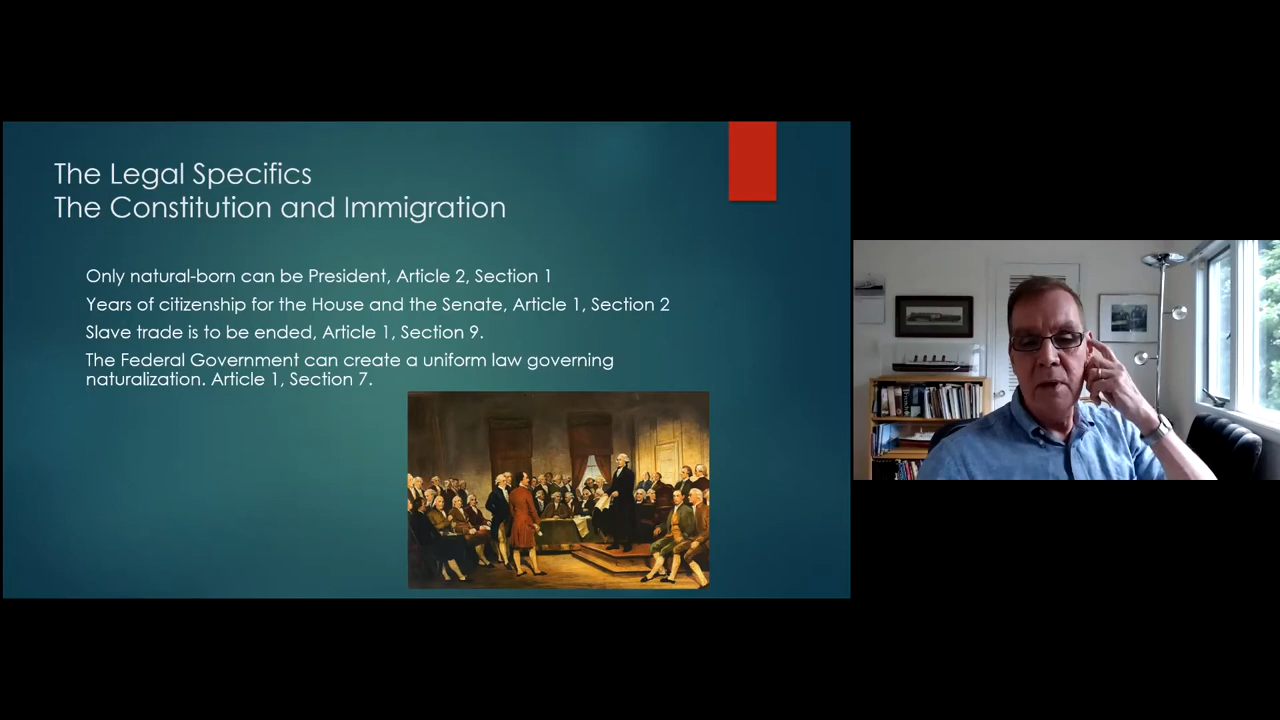 The Legal Specifics
The Constitution and Immigration
Only natural-born can be President, Article 2, Section 1
Years of citizenship for the House and the Senate, Article 1, Section 2
Slave trade is to be ended, Article 1, Section 9.
The Federal Government can create a uniform law governing
naturalization. Article 1, Section 7.